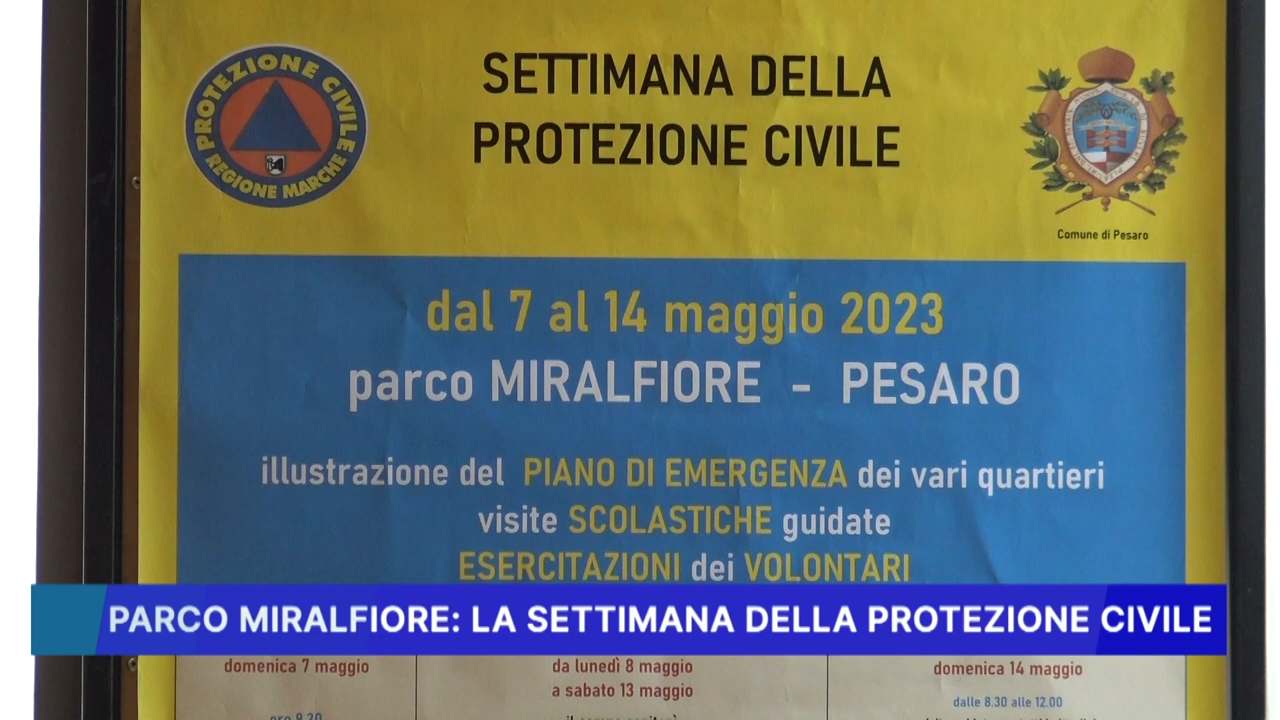 PROTEZIONE CIVILE
REGIONE MARCHE
SETTIMANA DELLA
PROTEZIONE CIVILE
Comune di Pesaro
dal 7 al 14 maggio 2023
parco MIRALFIORE - PESARO
illustrazione del PIANO DI EMERGENZA dei vari quartieri
visite SCOLASTICHE guidate
ESERCITAZIONI dei VOLONTARI
PARCO MIRALFIORE: LA SETTIMANA DELLA PROTEZIONE CIVILE
domenica 7 maggio
da lunedì 8 maggio
a sabato 13 maggio
domenica 14 maggio
dalle 8.30 alle 12.00
ore 8.30